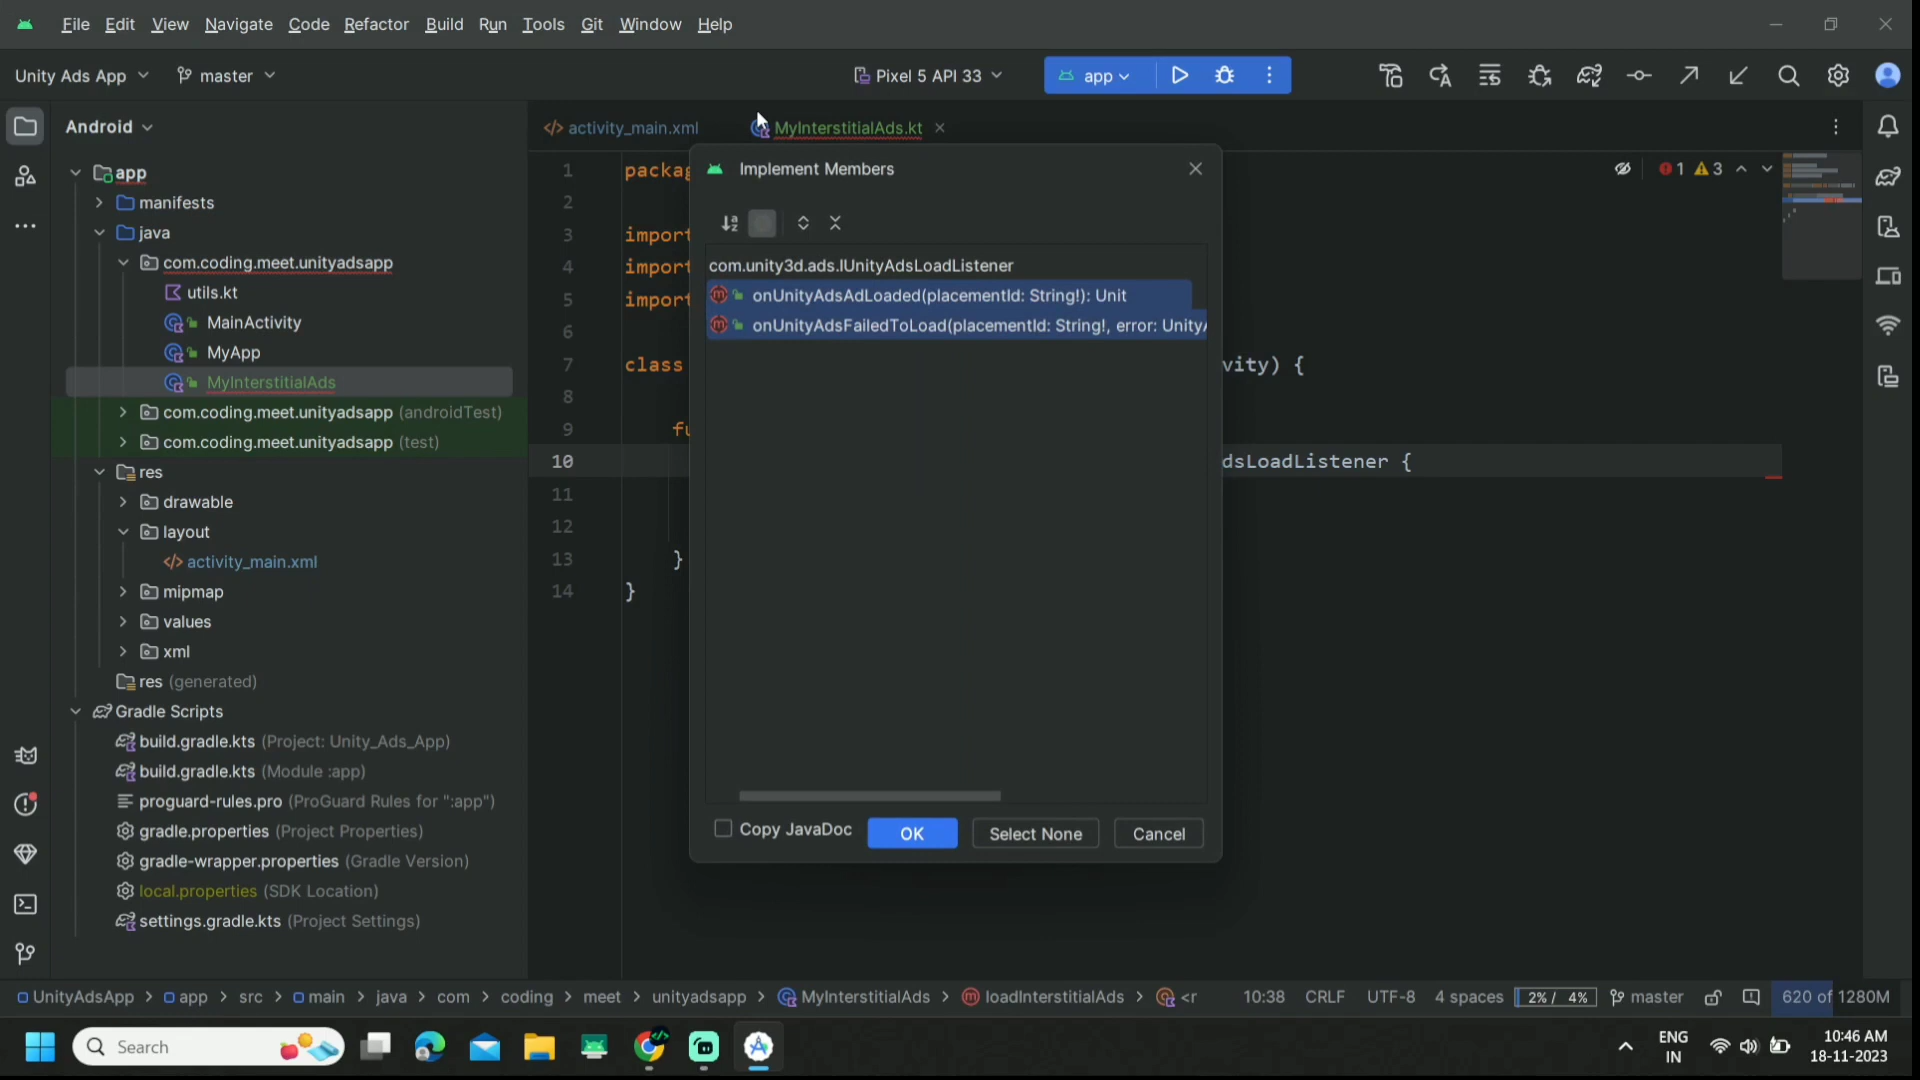 File Edit View Navigate Code Refactor Build Run Tools Git Window Help
Unity Ads App master Pixel 5 API 33 app
Android
activity_main.xml MyInterstitialAds.kt
app
manifests
java
com.coding.meet.unityadsapp
utils.kt
MainActivity
MyApp
MyInterstitialAds
com.coding.meet.unityadsapp (androidTest)
com.coding.meet.unityadsapp (test)
res
drawable
layout
activity_main.xml
mipmap
values
xml
res (generated)
Gradle Scripts
build.gradle.kts (Project: Unity_Ads_App)
build.gradle.kts (Module :app)
proguard-rules.pro (ProGuard Rules for ":app")
gradle.properties (Project Properties)
gradle-wrapper.properties (Gradle Version)
local.properties (SDK Location)
settings.gradle.kts (Project Settings)
1 packag
2
3 import
4 import
5 import
6
7 class vity) {
8
9 fu
10 dsLoadListener {
11
12
13 }
14 }
1 3
Implement Members
com.unity3d.ads.IUnityAdsLoadListener
onUnityAdsAdLoaded(placementId: String!): Unit
onUnityAdsFailedToLoad(placementId: String!, error: UnityA
Copy JavaDoc OK Select None Cancel
UnityAdsApp > app > src > main > java > com > coding > meet > unityadsapp > MyInterstitialAds > loadInterstitialAds > <r 10:38 CRLF UTF-8 4 spaces 2% / 4% master 620 of 1280M
Search
ENG
IN
10:46 AM
18-11-2023